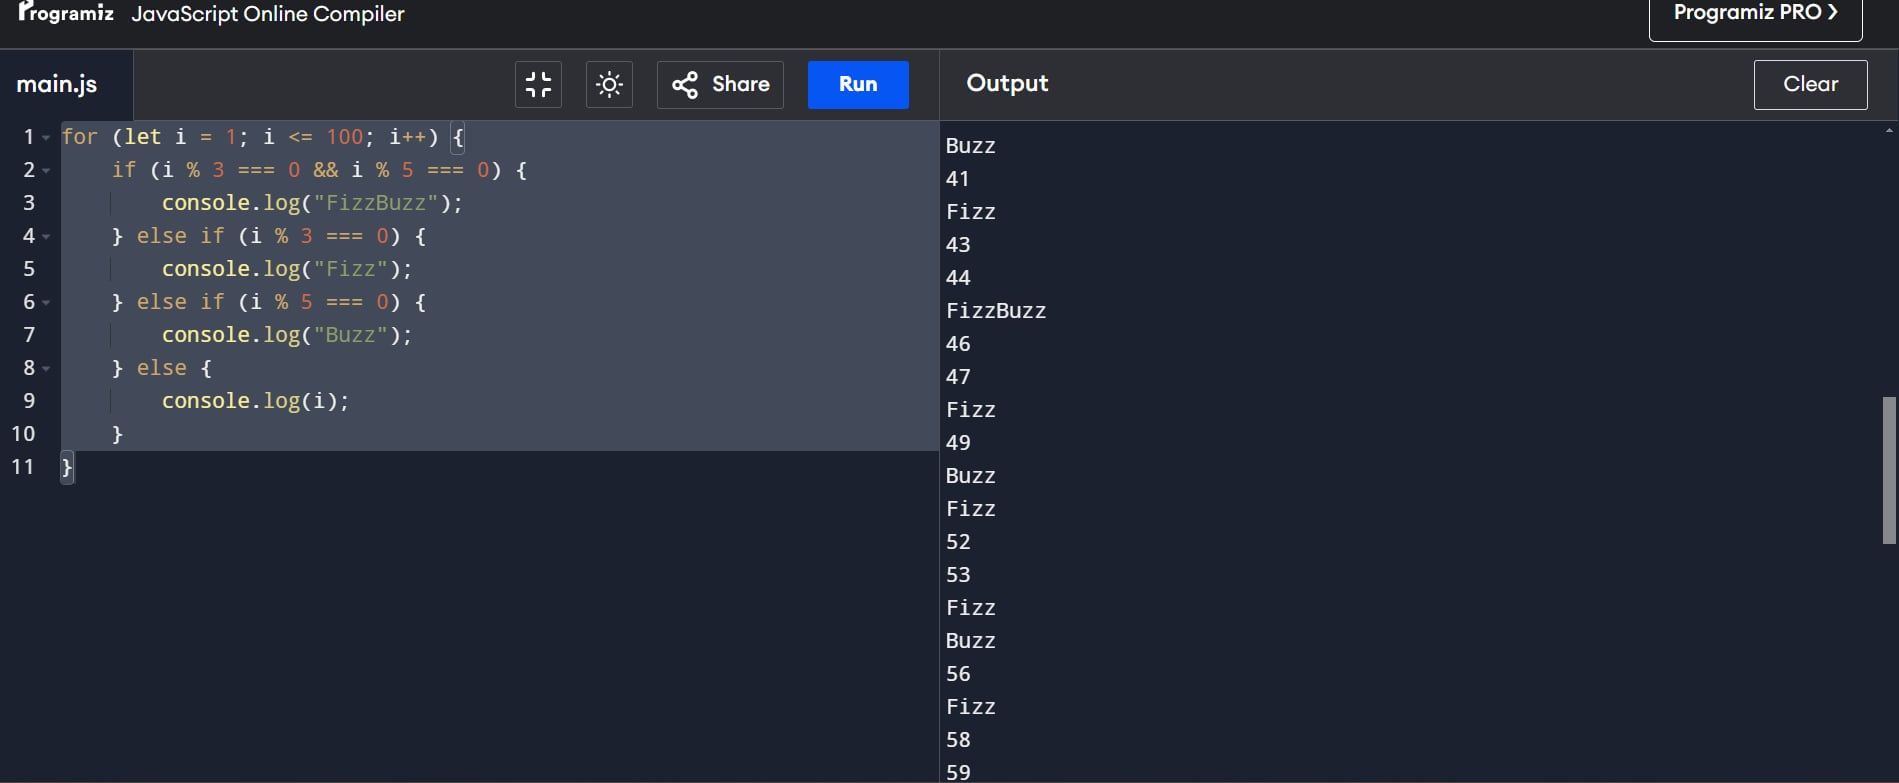 Programiz JavaScript Online Compiler
Programiz PRO ❯
main.js
Share
Run
Output
Clear
1 for (let i = 1; i <= 100; i++) {
2     if (i % 3 === 0 && i % 5 === 0) {
3         console.log("FizzBuzz");
4     } else if (i % 3 === 0) {
5         console.log("Fizz");
6     } else if (i % 5 === 0) {
7         console.log("Buzz");
8     } else {
9         console.log(i);
10     }
11 }
Buzz
41
Fizz
43
44
FizzBuzz
46
47
Fizz
49
Buzz
Fizz
52
53
Fizz
Buzz
56
Fizz
58
59